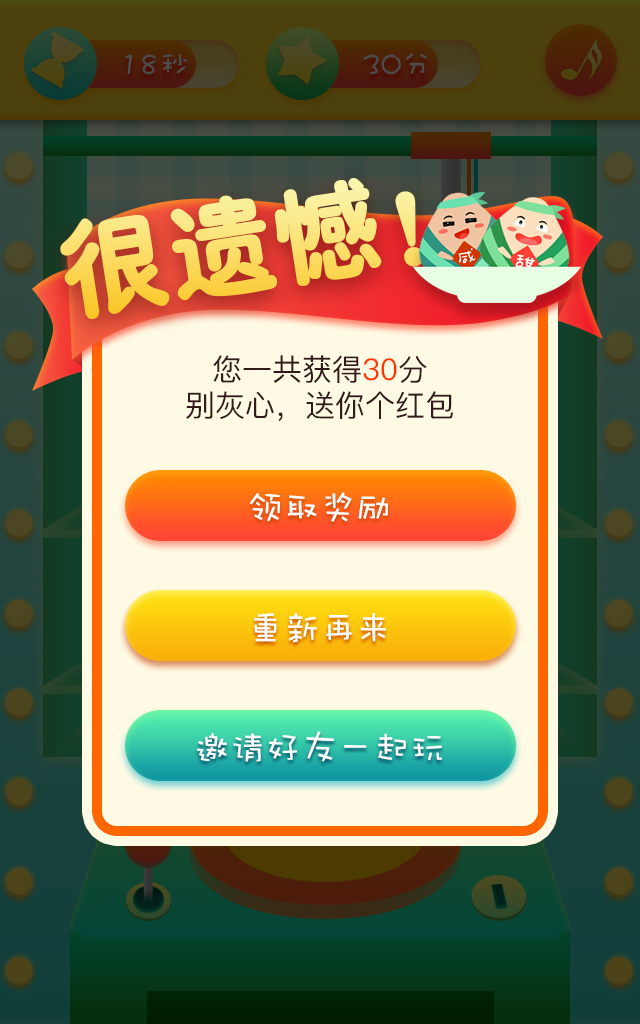 18秒
30分
很遗憾!
咸
甜
您一共获得30分
别灰心，送你个红包
领取奖励
重新再来
邀请好友一起玩